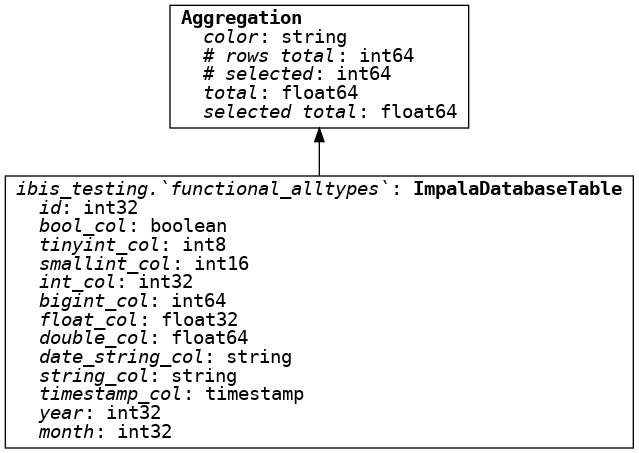 Aggregation
color: string
# rows total: int64
# selected: int64
total: float64
selected total: float64
ibis_testing.`functional_alltypes`: ImpalaDatabaseTable
id: int32
bool_col: boolean
tinyint_col: int8
smallint_col: int16
int_col: int32
bigint_col: int64
float_col: float32
double_col: float64
date_string_col: string
string_col: string
timestamp_col: timestamp
year: int32
month: int32